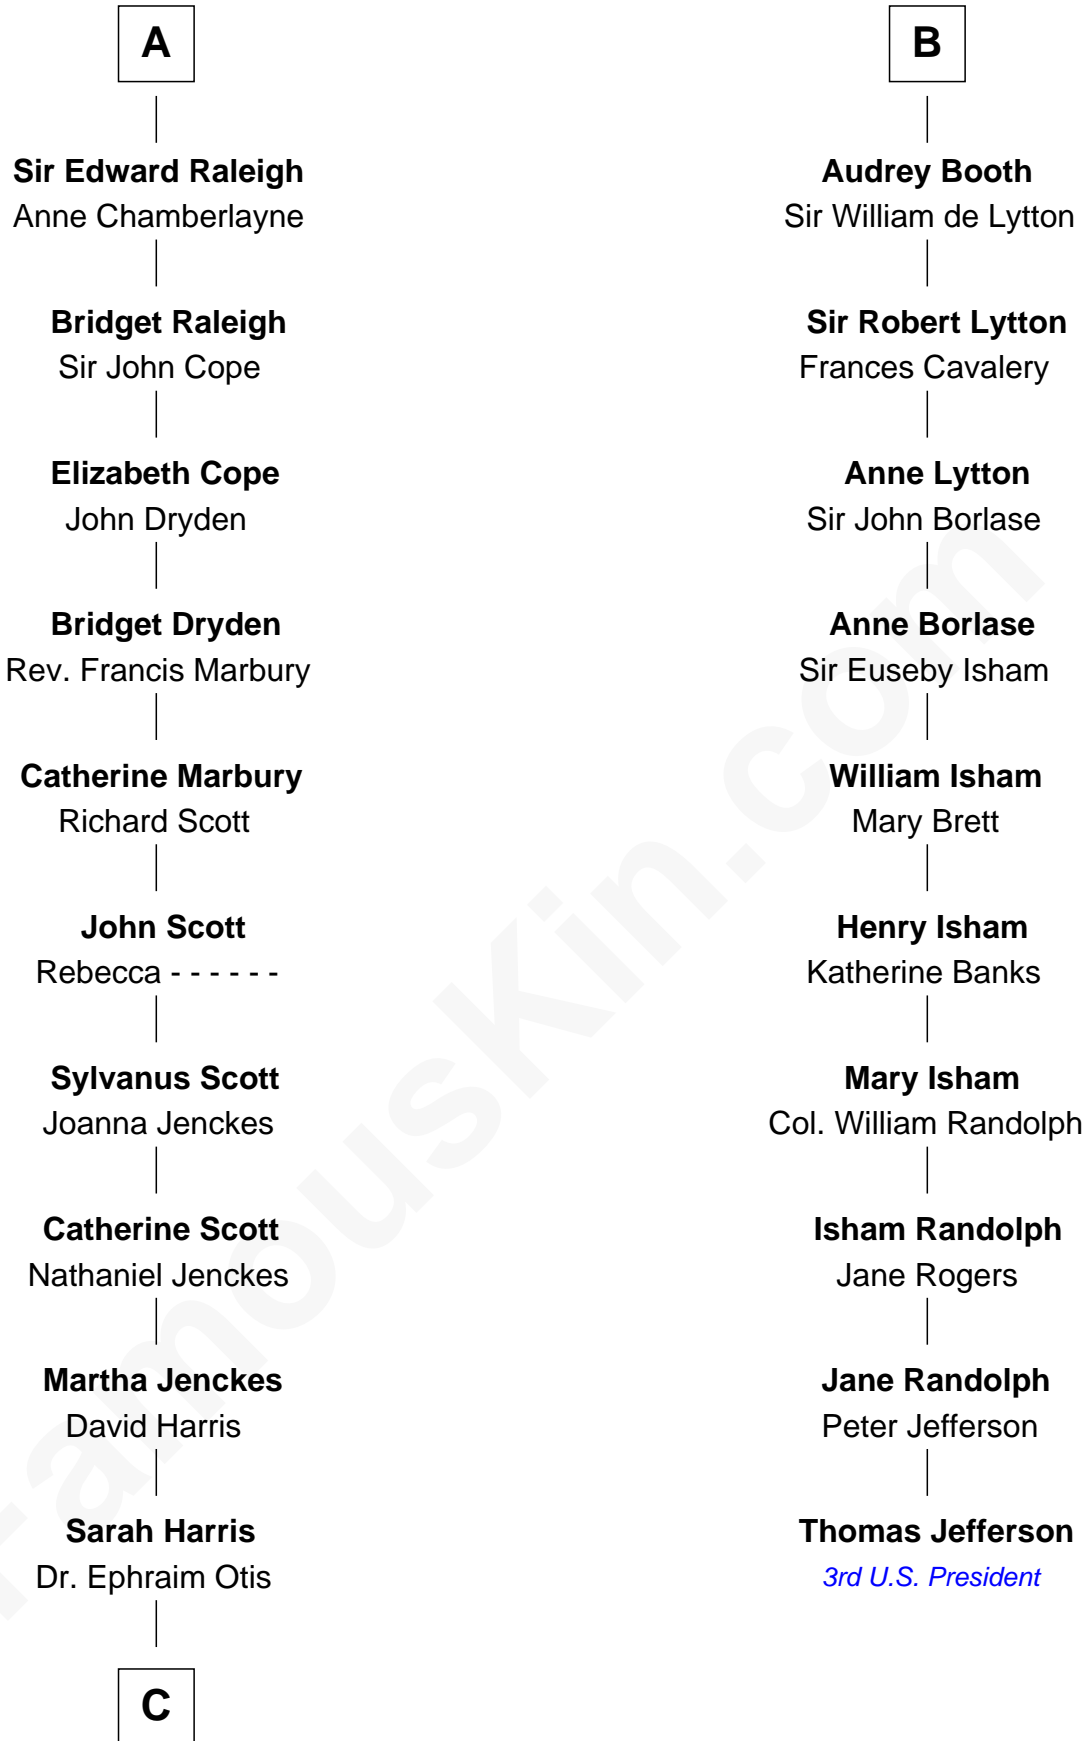 A
Sir Edward Raleigh
Anne Chamberlayne
Bridget Raleigh
Sir John Cope
Elizabeth Cope
John Dryden
Bridget Dryden
Rev. Francis Marbury
Catherine Marbury
Richard Scott
John Scott
Rebecca - - - - - -
Sylvanus Scott
Joanna Jenckes
Catherine Scott
Nathaniel Jenckes
Martha Jenckes
David Harris
Sarah Harris
Dr. Ephraim Otis
C
B
Audrey Booth
Sir William de Lytton
Sir Robert Lytton
Frances Cavalery
Anne Lytton
Sir John Borlase
Anne Borlase
Sir Euseby Isham
William Isham
Mary Brett
Henry Isham
Katherine Banks
Mary Isham
Col. William Randolph
Isham Randolph
Jane Rogers
Jane Randolph
Peter Jefferson
Thomas Jefferson
3rd U.S. President
FamousKin.com